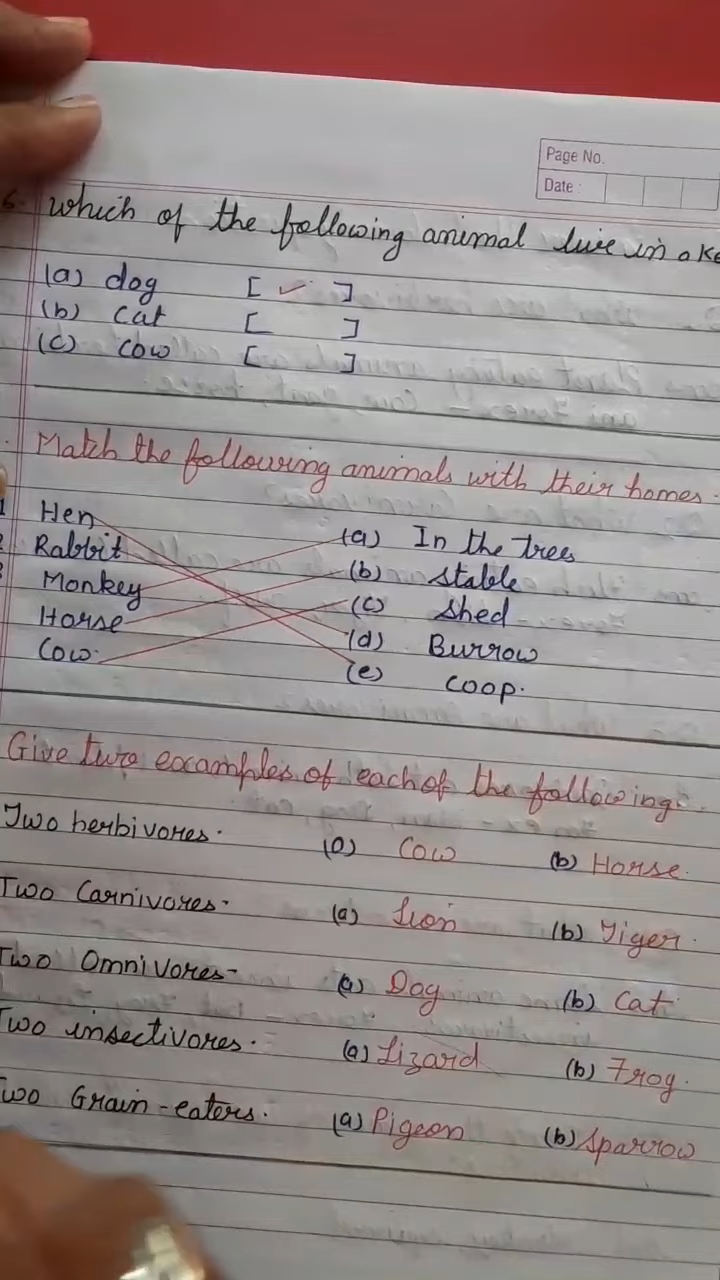 Page No.
Date :
6. Which of the following animal live in a ke
(a) dog [ ✓ ]
(b) cat [ ]
(c) cow [ ]
Match the following animals with their homes.
1 Hen (a) In the trees
2 Rabbit (b) Stable
3 Monkey (c) Shed
Horse (d) Burrow
Cow (e) Coop.
Give two examples of each of the following.
Two herbivores. (a) Cow (b) Horse.
Two Carnivores. (a) Lion (b) Tiger.
Two Omnivores- (a) Dog (b) Cat
Two insectivores. (a) Lizard (b) Frog.
Two Grain-eaters. (a) Pigeon (b) Sparrow